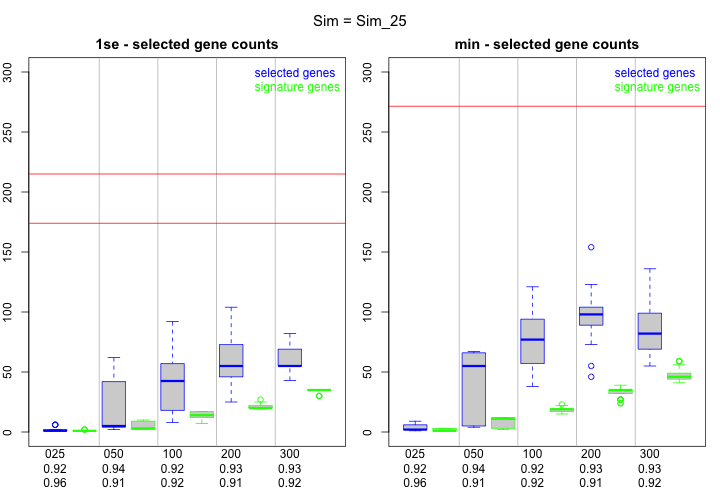 Sim = Sim_25
1se - selected gene counts
selected genes
signature genes
300
250
200
150
100
50
0
025 050 100 200 300
0.92 0.94 0.92 0.93 0.93
0.96 0.91 0.92 0.91 0.92
min - selected gene counts
selected genes
signature genes
300
250
200
150
100
50
0
025 050 100 200 300
0.92 0.94 0.92 0.93 0.93
0.96 0.91 0.92 0.91 0.92